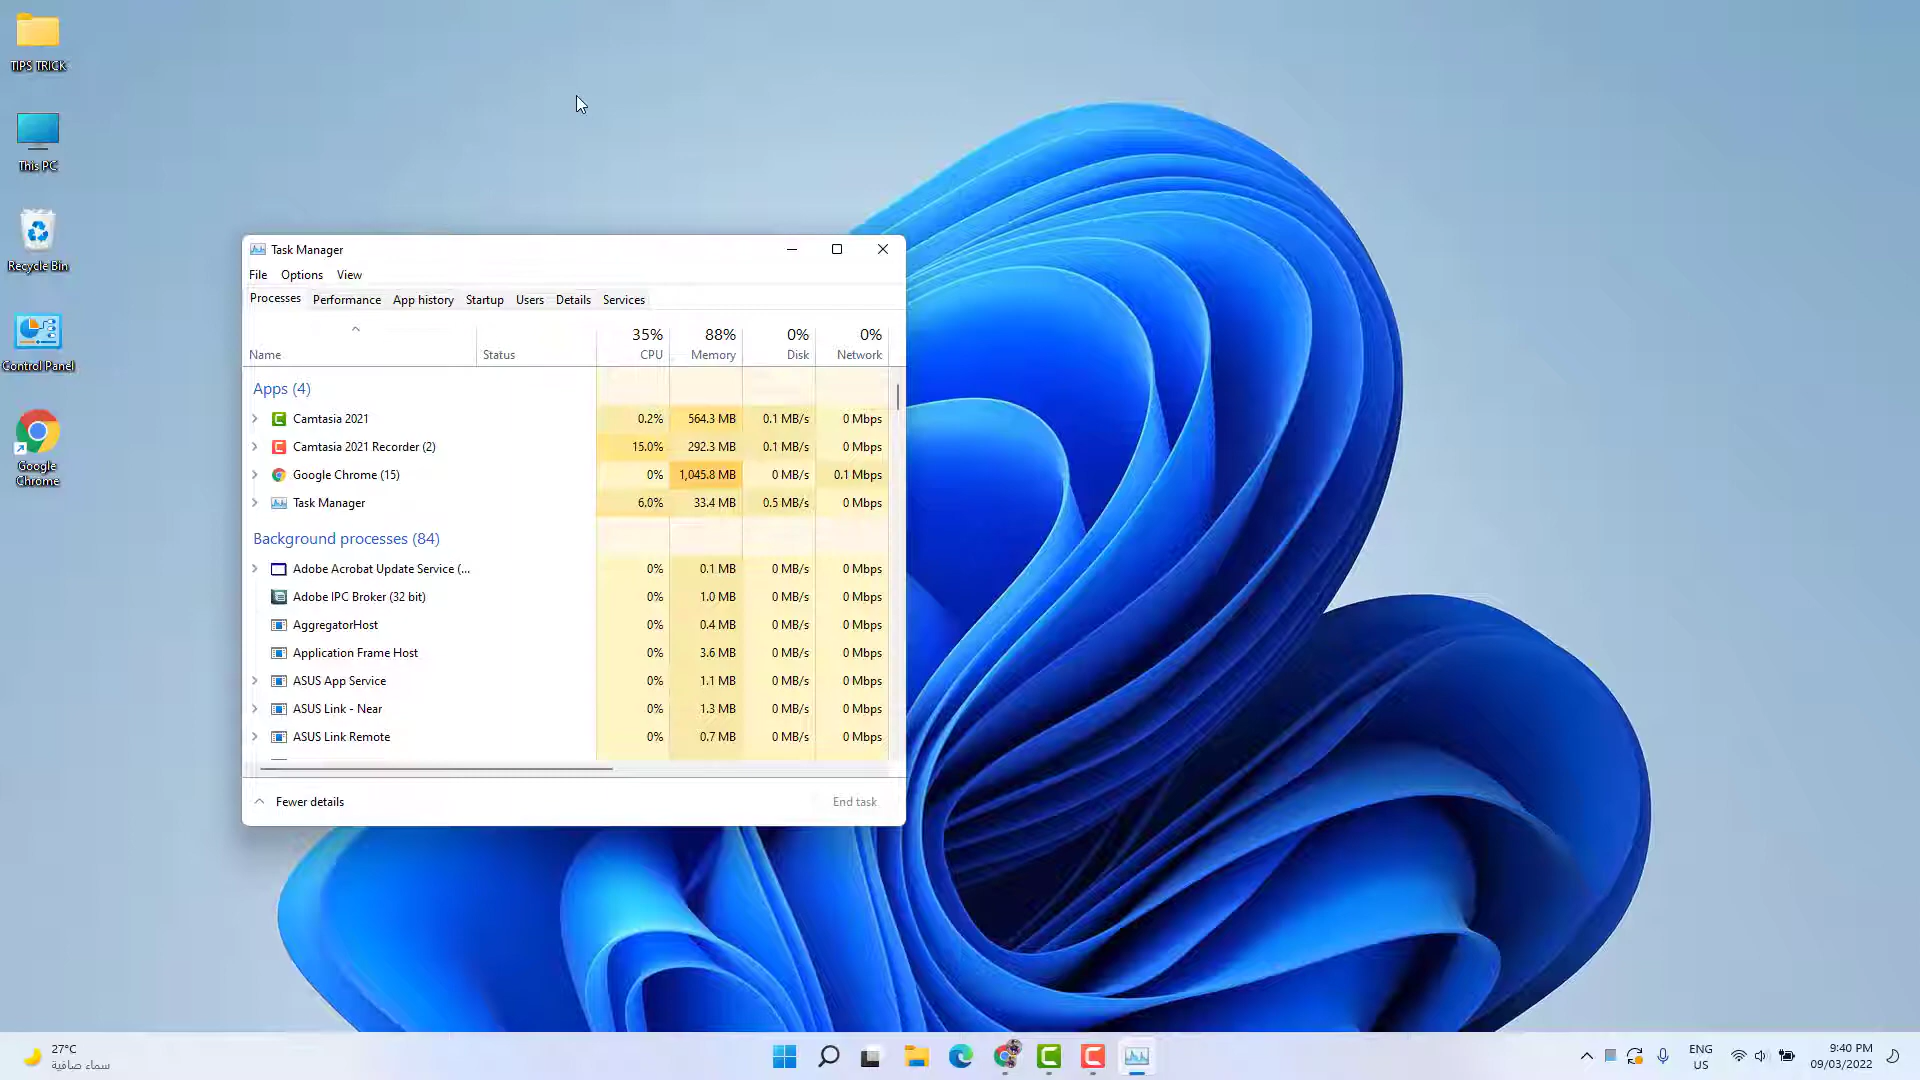 TIPS TRICK
This PC
Recycle Bin
Control Panel
Google
Chrome
Task Manager
File Options View
Processes Performance App history Startup Users Details Services
35% 88% 0% 0%
Name Status CPU Memory Disk Network
Apps (4)
Camtasia 2021 0.2% 564.3 MB 0.1 MB/s 0 Mbps
Camtasia 2021 Recorder (2) 15.0% 292.3 MB 0.1 MB/s 0 Mbps
Google Chrome (15) 0% 1,045.8 MB 0 MB/s 0.1 Mbps
Task Manager 6.0% 33.4 MB 0.5 MB/s 0 Mbps
Background processes (84)
Adobe Acrobat Update Service (... 0% 0.1 MB 0 MB/s 0 Mbps
Adobe IPC Broker (32 bit) 0% 1.0 MB 0 MB/s 0 Mbps
AggregatorHost 0% 0.4 MB 0 MB/s 0 Mbps
Application Frame Host 0% 3.6 MB 0 MB/s 0 Mbps
ASUS App Service 0% 1.1 MB 0 MB/s 0 Mbps
ASUS Link - Near 0% 1.3 MB 0 MB/s 0 Mbps
ASUS Link Remote 0% 0.7 MB 0 MB/s 0 Mbps
Fewer details End task
27°C
سماء صافية
ENG
US
9:40 PM
09/03/2022